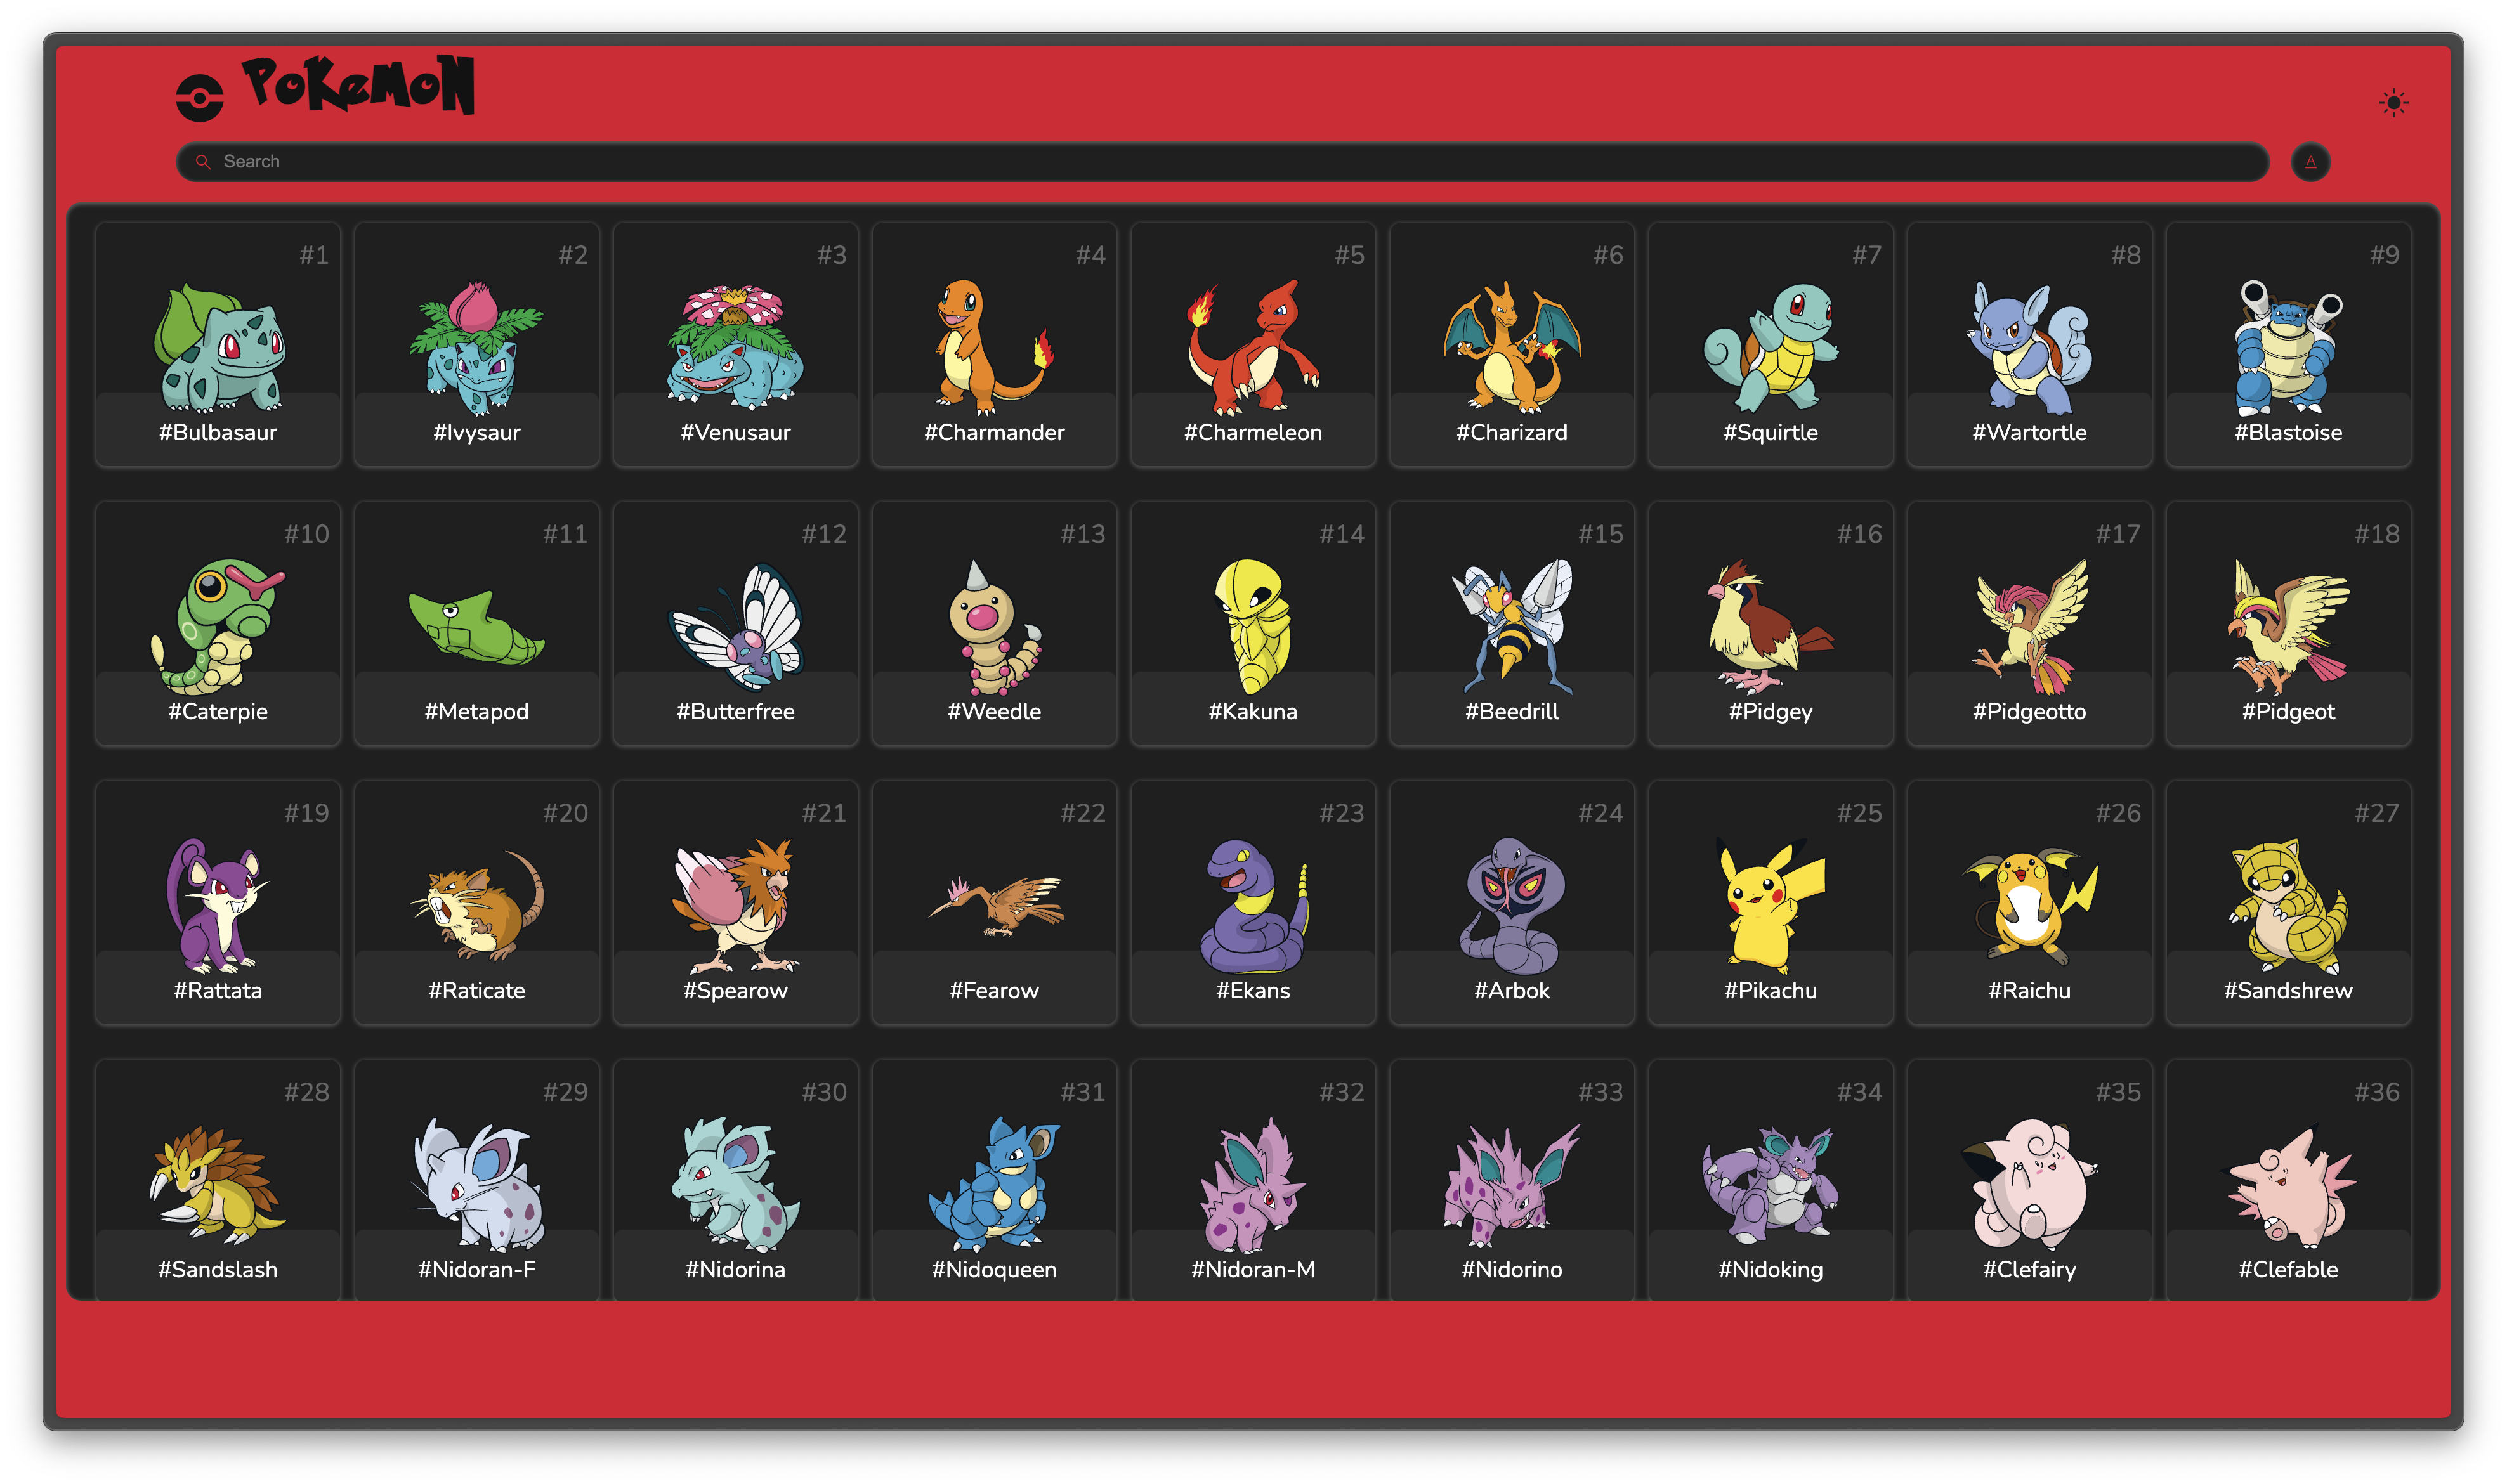 PoKeMoN
Search
A
#1 #2 #3 #4 #5 #6 #7 #8 #9
#Bulbasaur #Ivysaur #Venusaur #Charmander #Charmeleon #Charizard #Squirtle #Wartortle #Blastoise
#10 #11 #12 #13 #14 #15 #16 #17 #18
#Caterpie #Metapod #Butterfree #Weedle #Kakuna #Beedrill #Pidgey #Pidgeotto #Pidgeot
#19 #20 #21 #22 #23 #24 #25 #26 #27
#Rattata #Raticate #Spearow #Fearow #Ekans #Arbok #Pikachu #Raichu #Sandshrew
#28 #29 #30 #31 #32 #33 #34 #35 #36
#Sandslash #Nidoran-F #Nidorina #Nidoqueen #Nidoran-M #Nidorino #Nidoking #Clefairy #Clefable